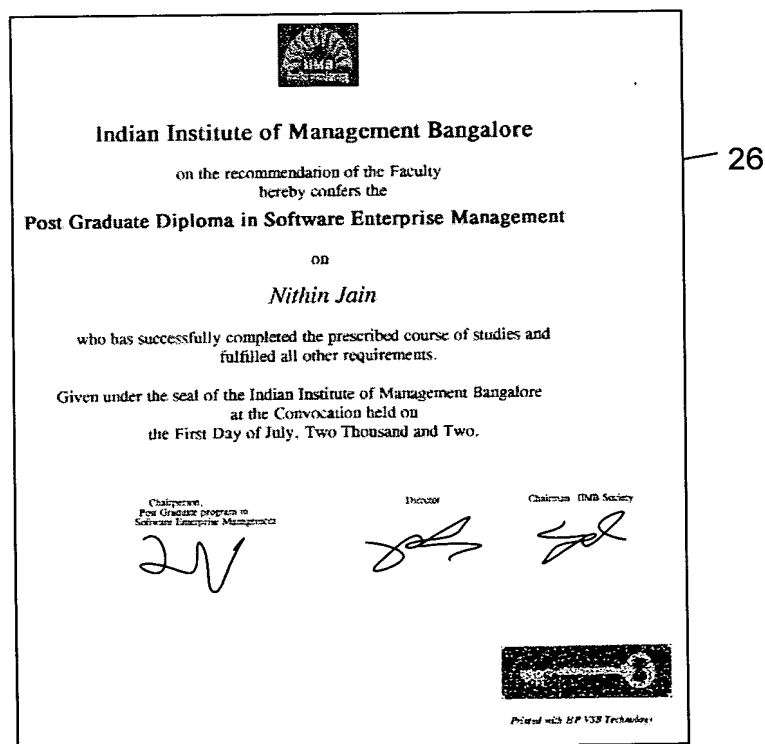 IIMB
Indian Institute of Management Bangalore
26
on the recommendation of the Faculty
hereby confers the
Post Graduate Diploma in Software Enterprise Management
on
Nithin Jain
who has successfully completed the prescribed course of studies and
fulfilled all other requirements.
Given under the seal of the Indian Institute of Management Bangalore
at the Convocation held on
the First Day of July, Two Thousand and Two.
Chairperson,
Post Graduate program in
Software Enterprise Management
Director
Chairman IIMB Society
Printed with HP VSB Technology